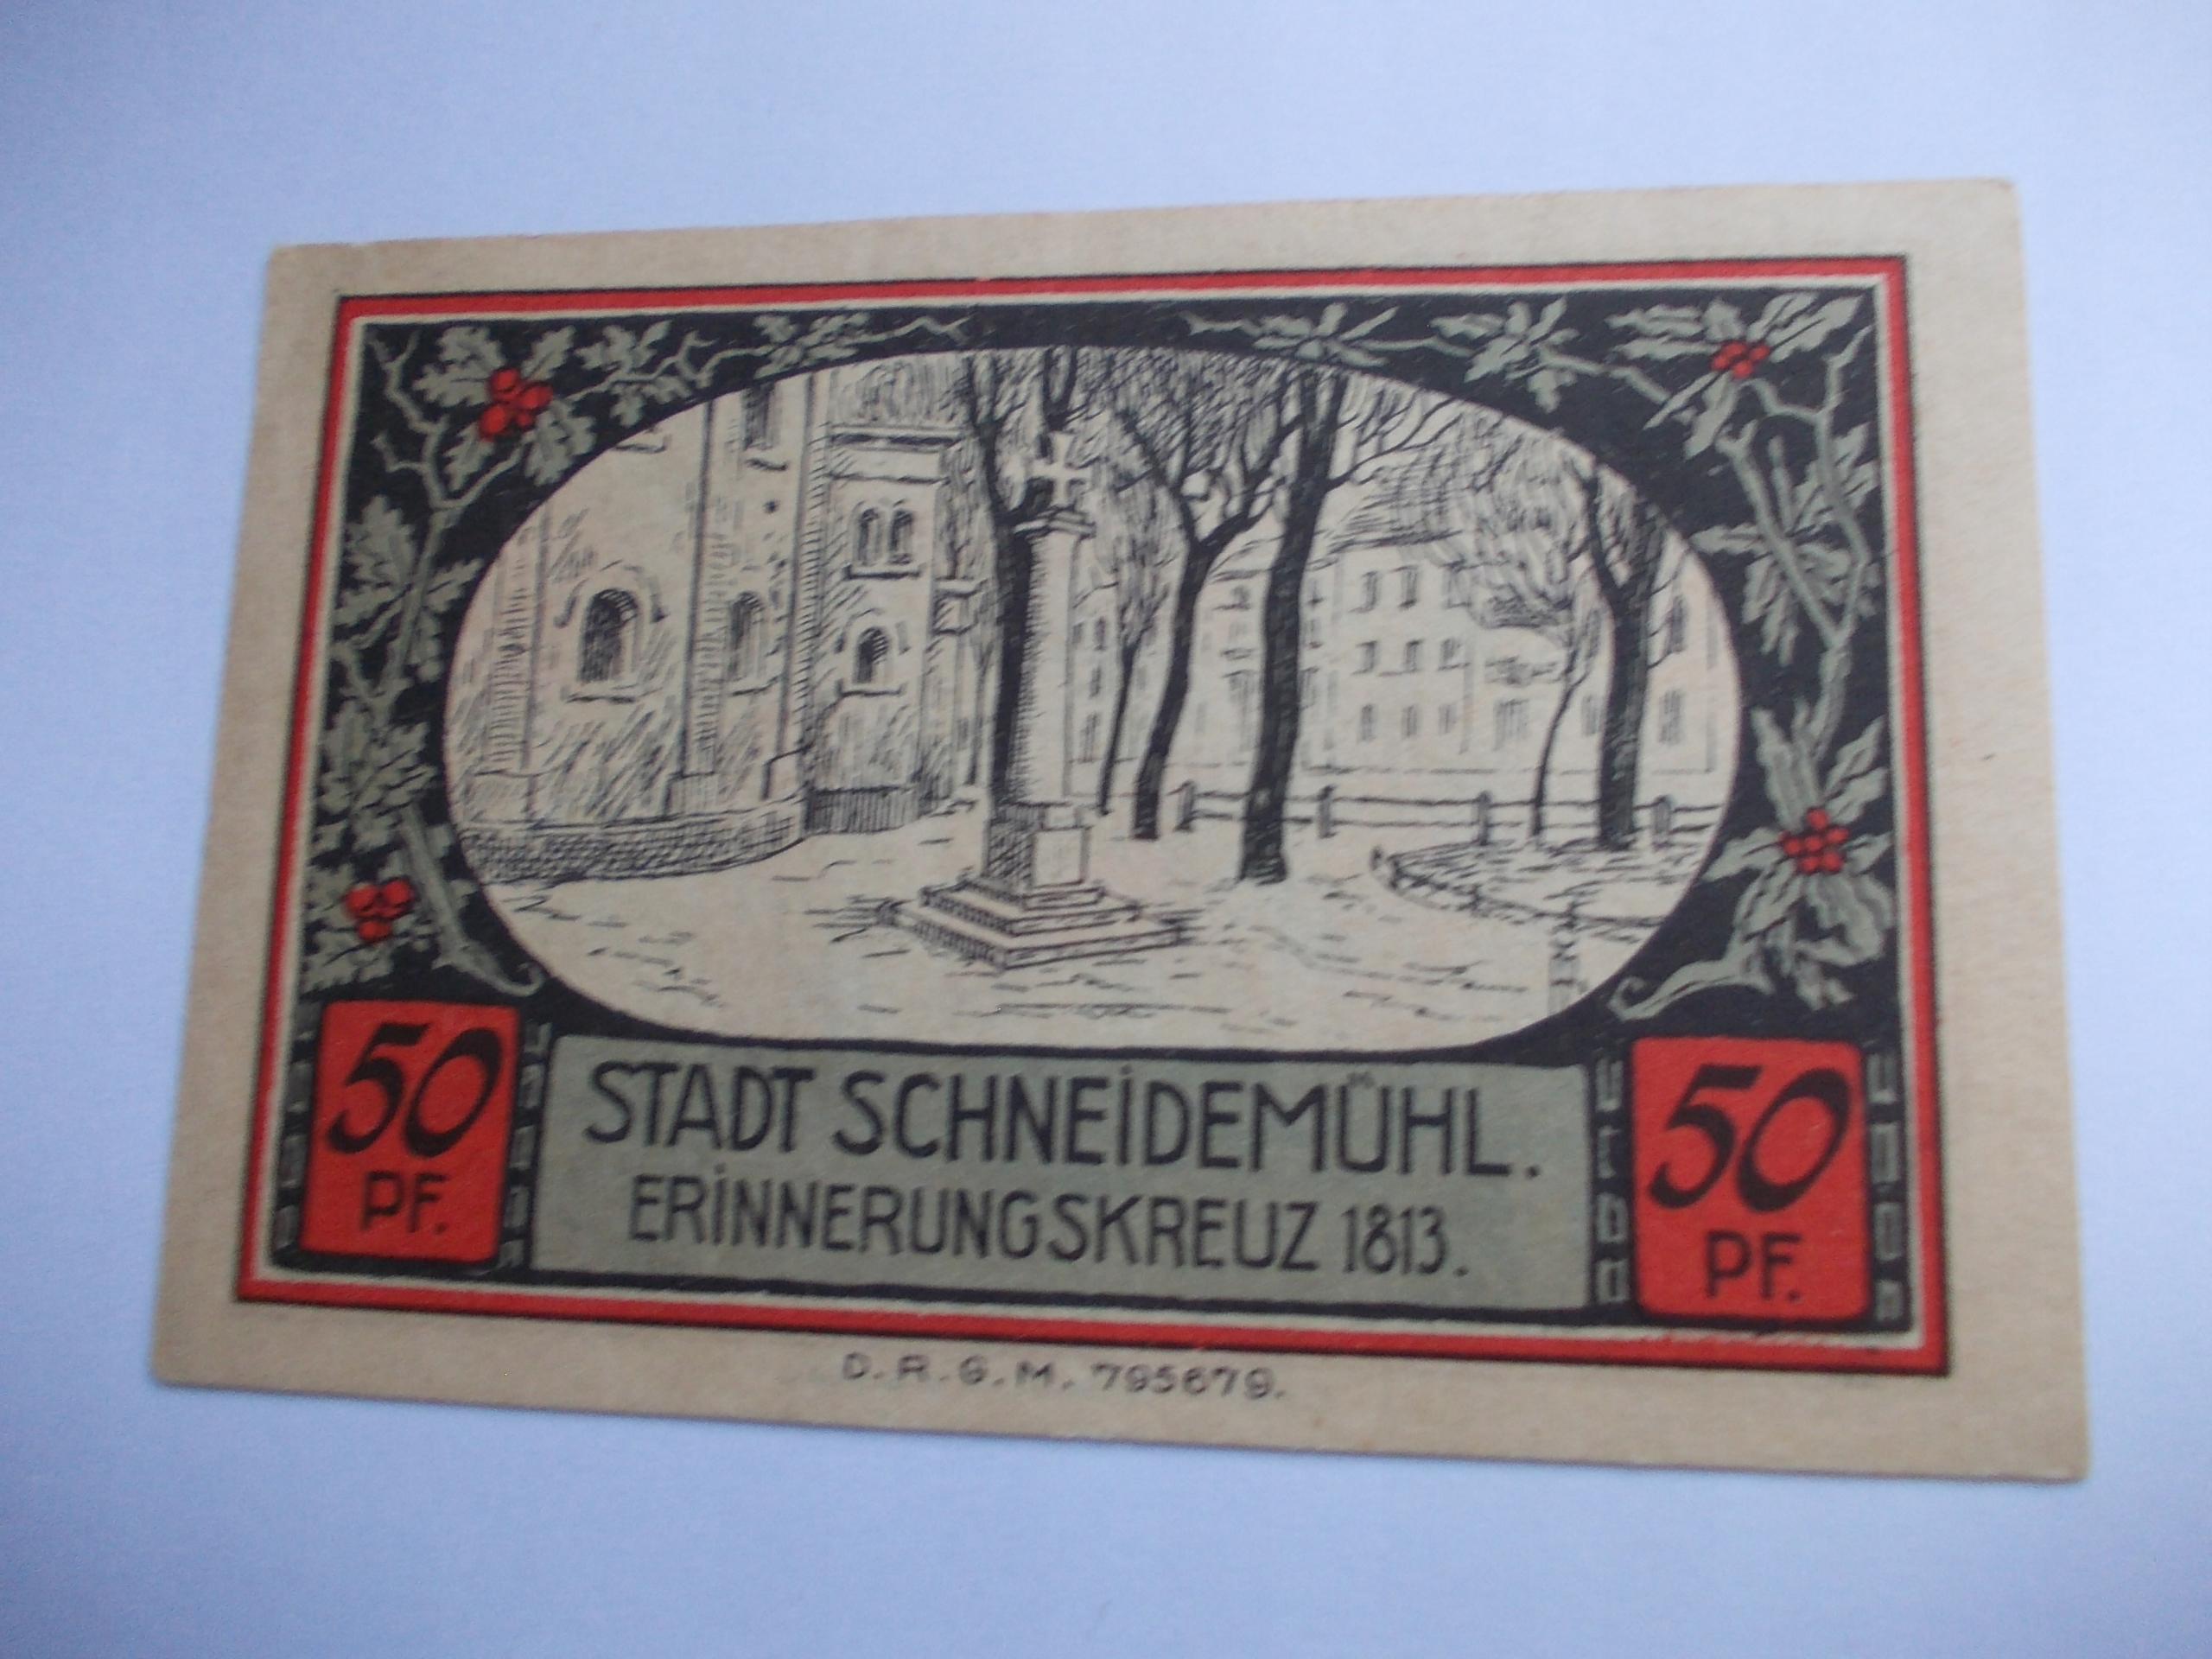 50
PF.
STADT SCHNEIDEMÜHL.
ERINNERUNGSKREUZ 1813.
50
PF.
D.R.G.M. 795679.